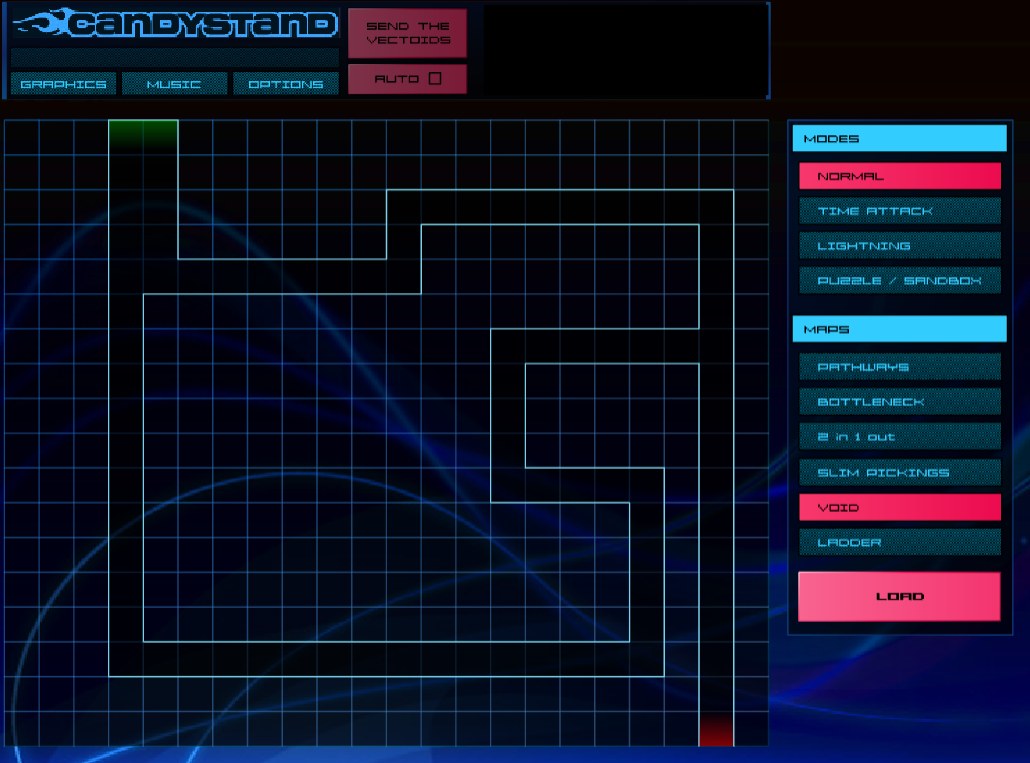 CANDYSTAND
SEND THE
VECTOIDS
AUTO
GRAPHICS
MUSIC
OPTIONS
MODES
NORMAL
TIME ATTACK
LIGHTNING
PUZZLE / SANDBOX
MAPS
PATHWAYS
BOTTLENECK
2 in 1 out
SLIM PICKINGS
VOID
LADDER
LOAD